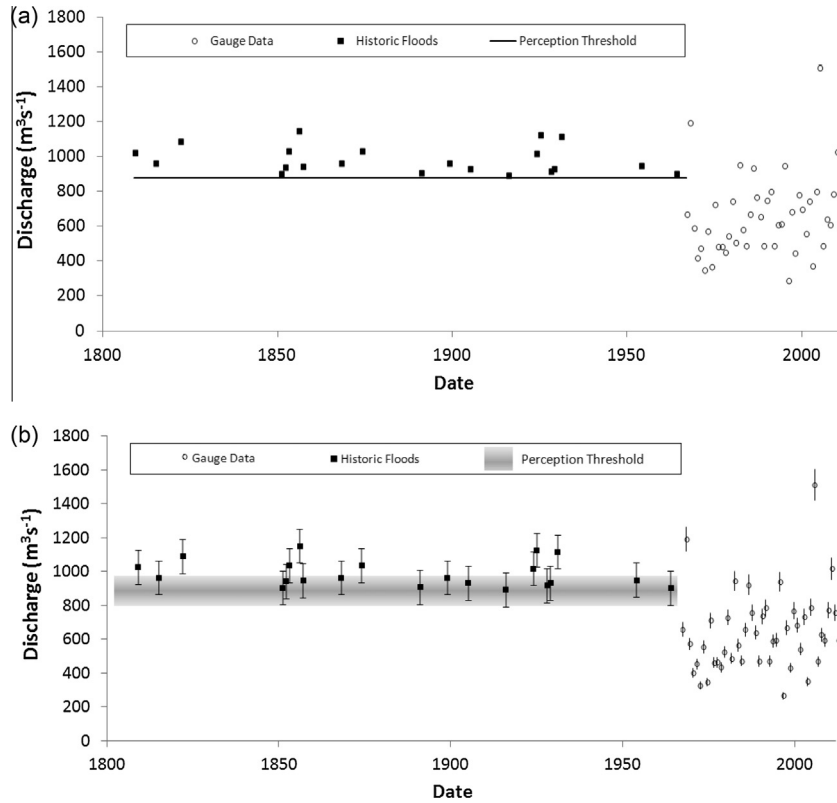 (a)
1800
Gauge Data Historic Floods Perception Threshold
1600
1400
1200
1000
800
600
400
200
0
Discharge (m³s⁻¹)
1800 1850 1900 1950 2000
Date
(b)
1800
Gauge Data Historic Floods Perception Threshold
1600
1400
1200
1000
800
600
400
200
0
Discharge (m³s⁻¹)
1800 1850 1900 1950 2000
Date